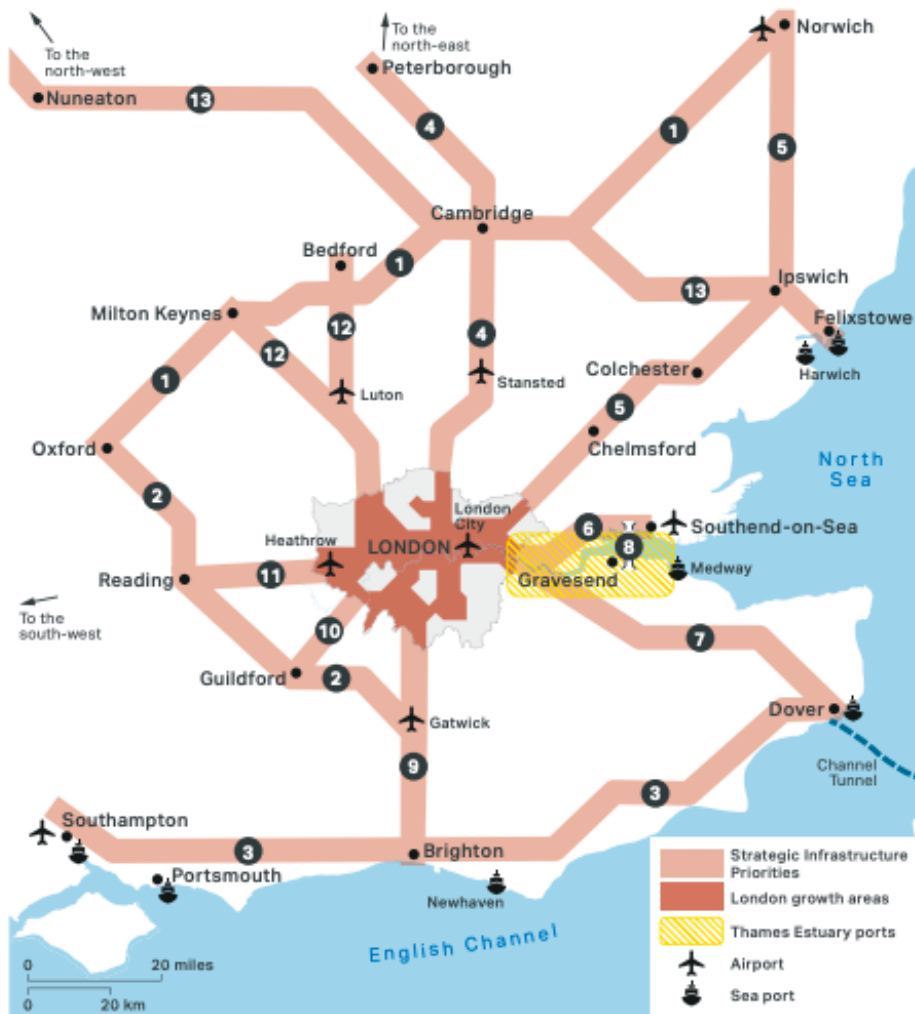 To the
north-west
To the
north-east
Norwich
Peterborough
Nuneaton
13
4
1
5
Cambridge
Bedford
1
Ipswich
13
Milton Keynes
12
Felixstowe
12
4
Harwich
1
Luton
Stansted
Colchester
5
Oxford
Chelmsford
North
Sea
2
London
City
6
Southend-on-Sea
Heathrow
LONDON
8
Reading
11
Gravesend
Medway
To the
south-west
10
7
Guildford
2
Dover
Gatwick
9
Channel
Tunnel
3
Southampton
3
Brighton
Portsmouth
Newhaven
English Channel
0 20 miles
0 20 km
Strategic Infrastructure
Priorities
London growth areas
Thames Estuary ports
Airport
Sea port